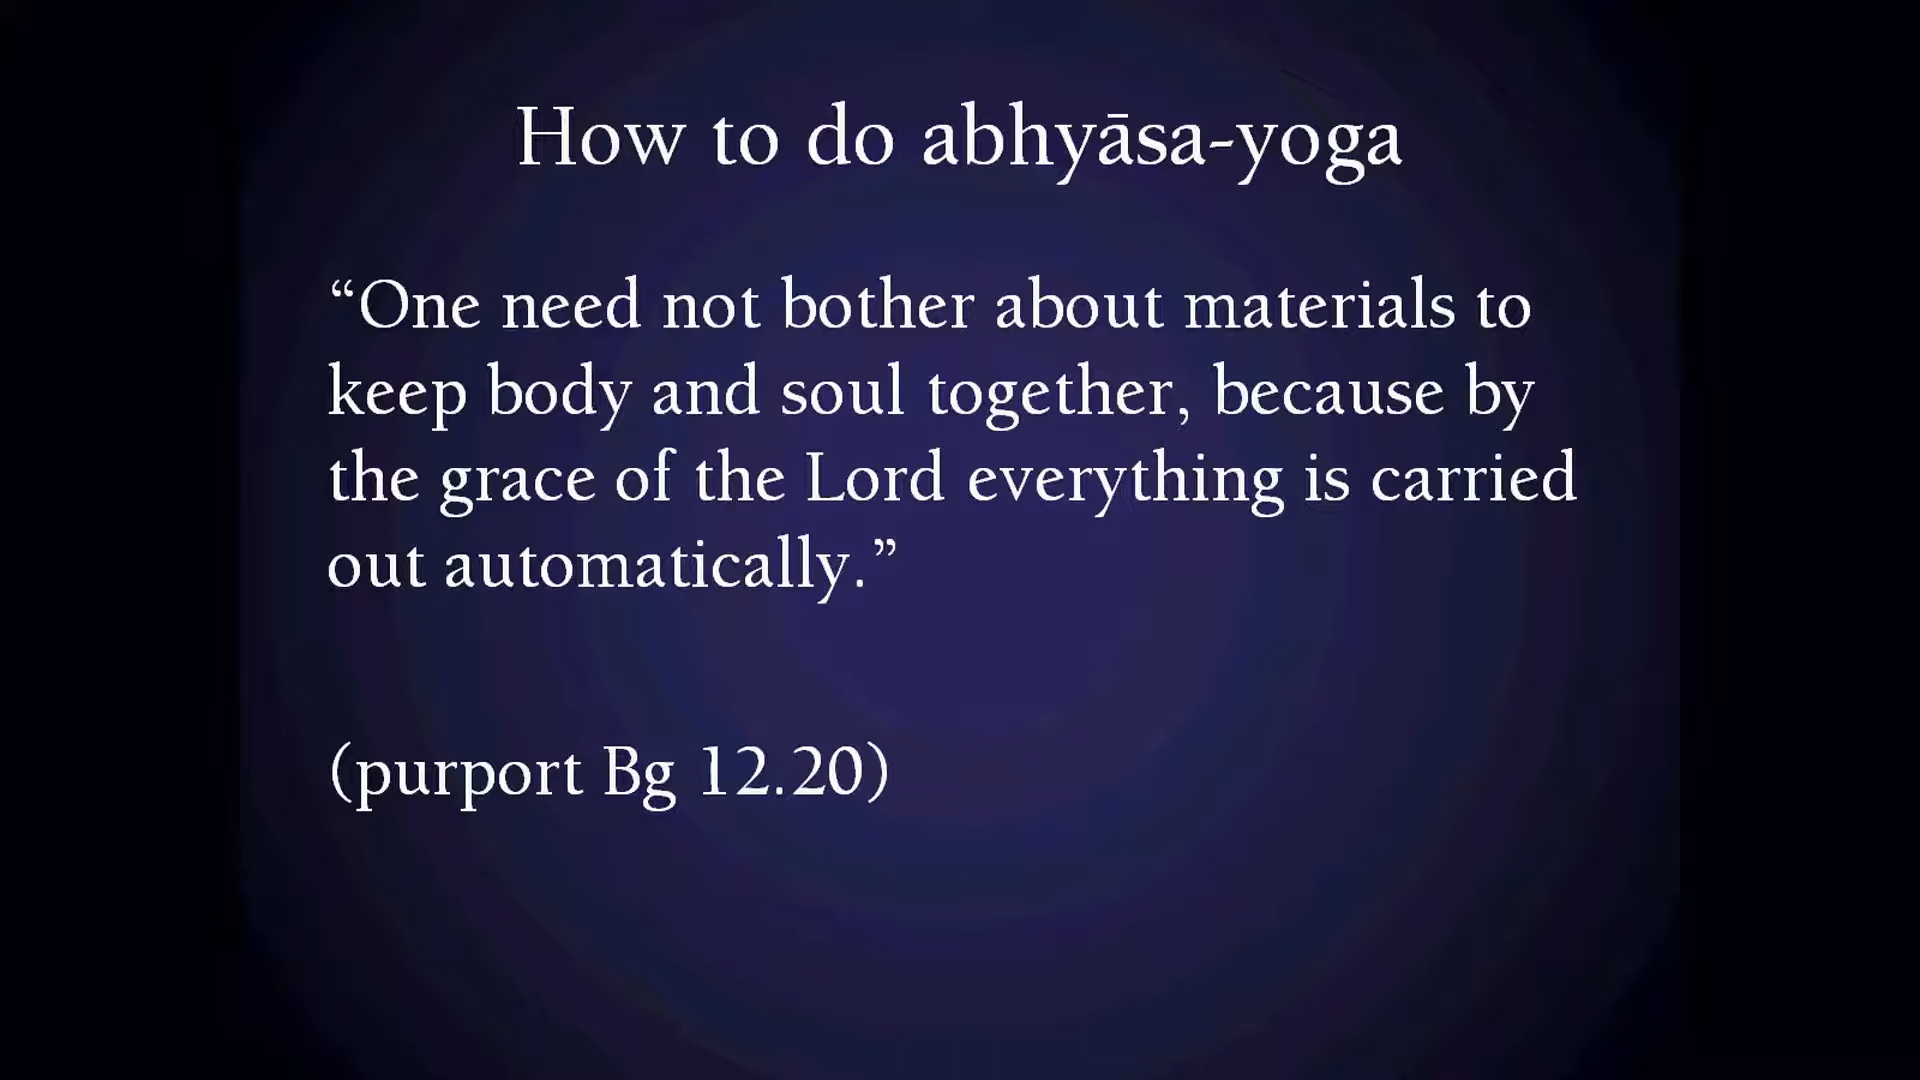 How to do abhyāsa-yoga
“One need not bother about materials to
keep body and soul together, because by
the grace of the Lord everything is carried
out automatically.”
(purport Bg 12.20)